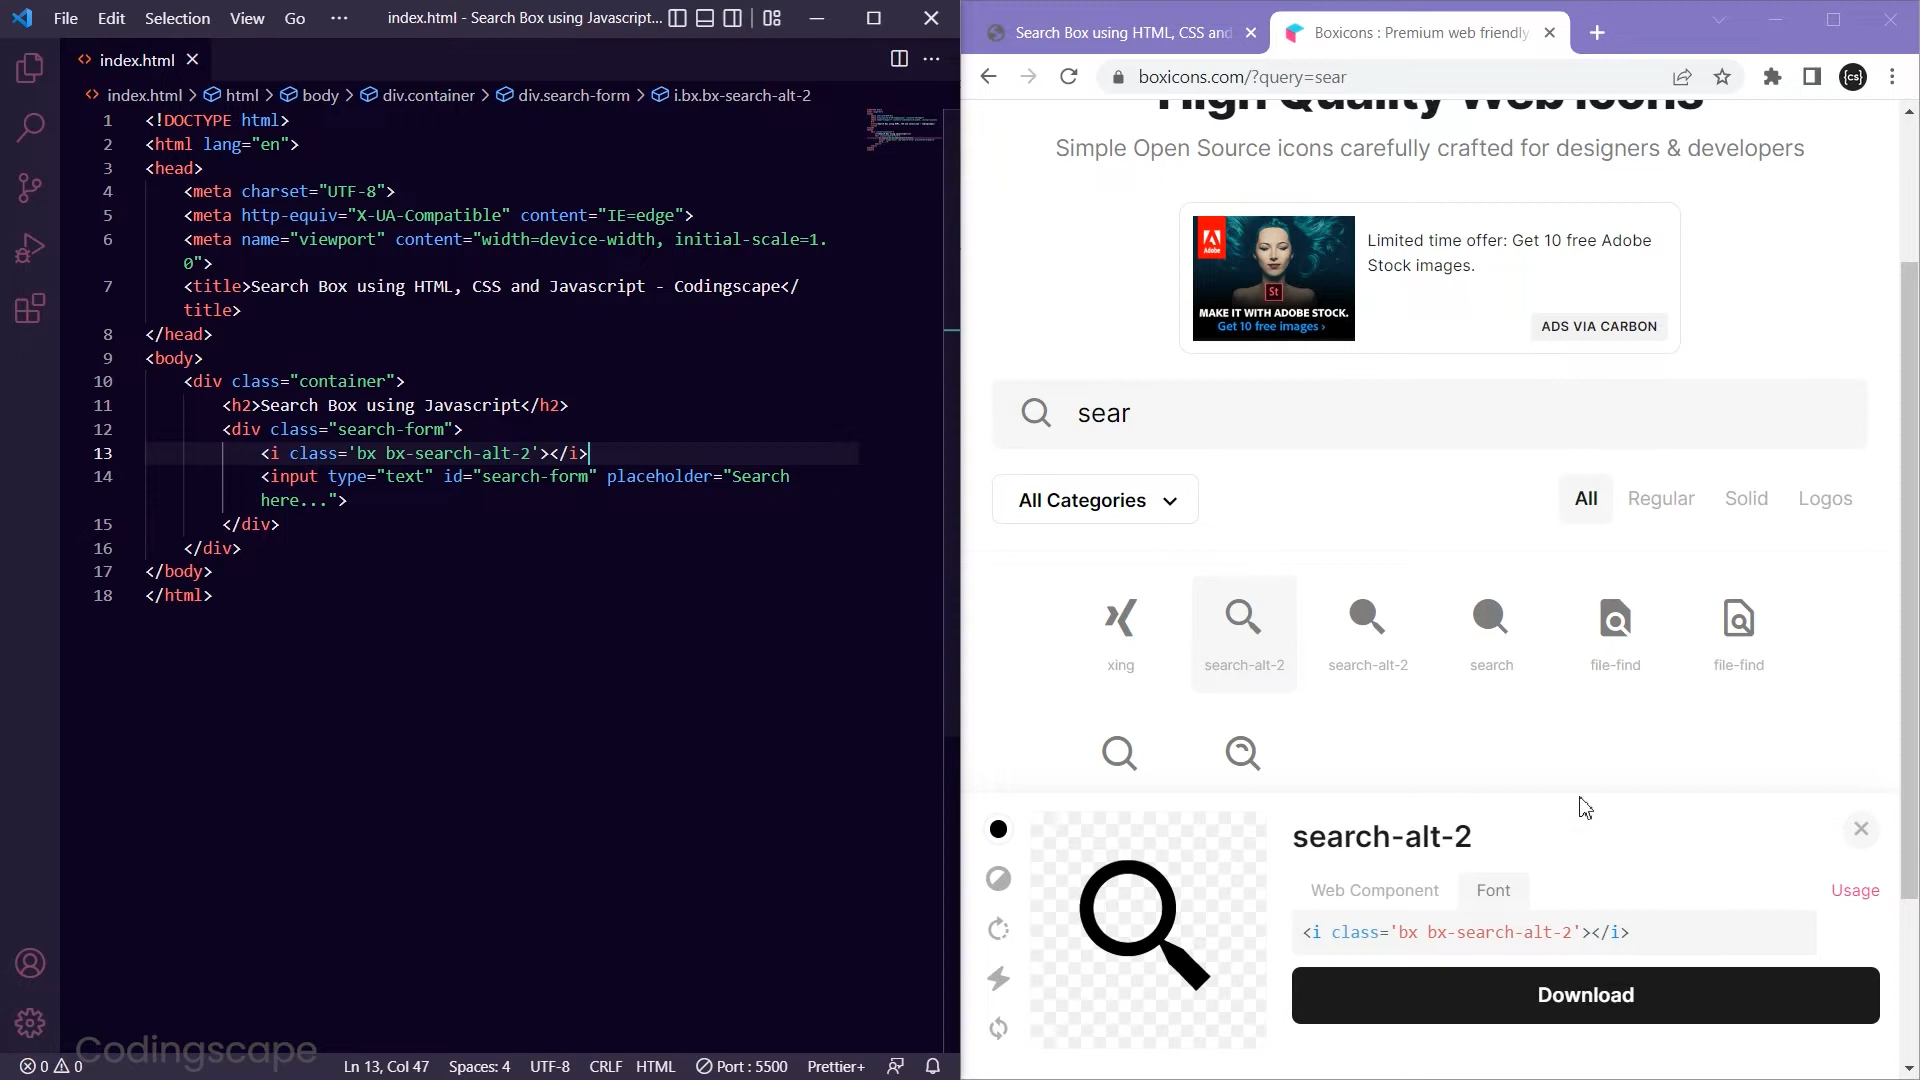 File Edit Selection View Go ··· index.html - Search Box using Javascript...
index.html
index.html > html > body > div.container > div.search-form > i.bx.bx-search-alt-2
1 <!DOCTYPE html>
2 <html lang="en">
3 <head>
4 <meta charset="UTF-8">
5 <meta http-equiv="X-UA-Compatible" content="IE=edge">
6 <meta name="viewport" content="width=device-width, initial-scale=1.
0">
7 <title>Search Box using HTML, CSS and Javascript - Codingscape</
title>
8 </head>
9 <body>
10 <div class="container">
11 <h2>Search Box using Javascript</h2>
12 <div class="search-form">
13 <i class='bx bx-search-alt-2'></i>
14 <input type="text" id="search-form" placeholder="Search
here...">
15 </div>
16 </div>
17 </body>
18 </html>
Codingscape
0 0 Ln 13, Col 47 Spaces: 4 UTF-8 CRLF HTML Port : 5500 Prettier+
Search Box using HTML, CSS and
Boxicons : Premium web friendly
boxicons.com/?query=sear
{cs}
High Quality Web Icons
Simple Open Source icons carefully crafted for designers & developers
Adobe
St
MAKE IT WITH ADOBE STOCK.
Get 10 free images ›
Limited time offer: Get 10 free Adobe
Stock images.
ADS VIA CARBON
sear
All Categories
All Regular Solid Logos
xing search-alt-2 search-alt-2 search file-find file-find
search-alt-2
Web Component Font Usage
<i class='bx bx-search-alt-2'></i>
Download